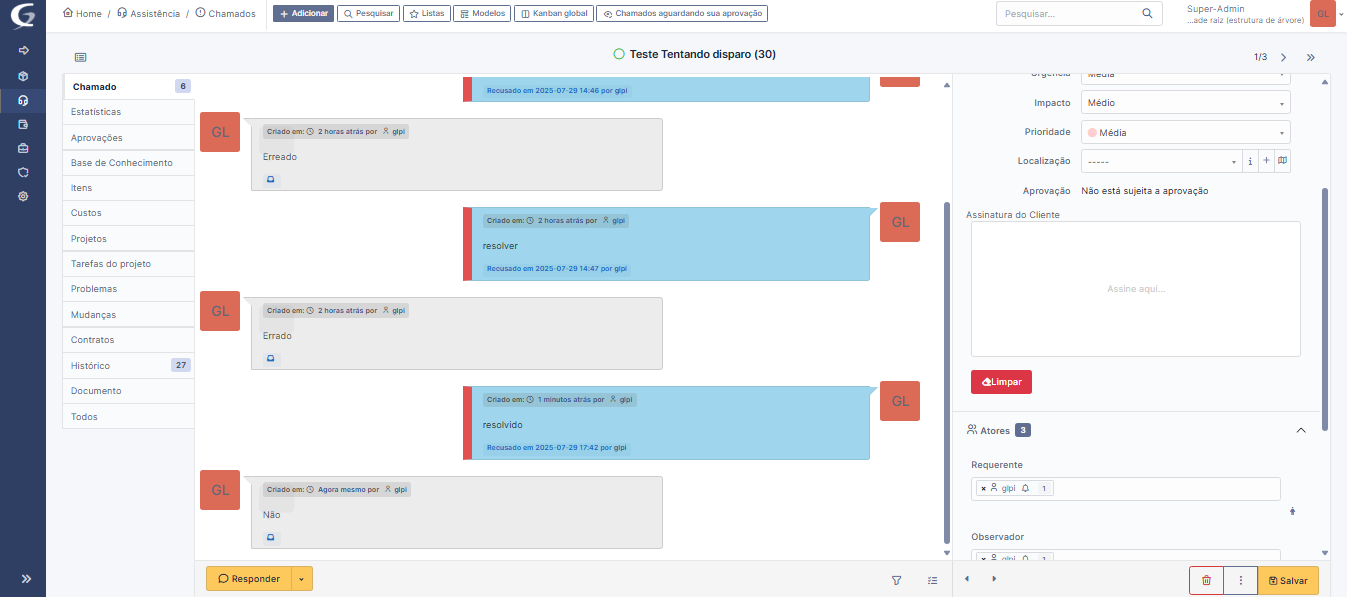 Home / Assistência / Chamados
+ Adicionar
Pesquisar
Listas
Modelos
Kanban global
Chamados aguardando sua aprovação
Pesquisar...
Super-Admin
...ade raíz (estrutura de árvore)
GL
Teste Tentando disparo (30)
1/3
Chamado 6
Estatísticas
Aprovações
Base de Conhecimento
Itens
Custos
Projetos
Tarefas do projeto
Problemas
Mudanças
Contratos
Histórico 27
Documento
Todos
Recusado em 2025-07-29 14:46 por glpi
GL
Criado em: 2 horas atrás por glpi
Erreado
GL
Criado em: 2 horas atrás por glpi
resolver
Recusado em 2025-07-29 14:47 por glpi
GL
Criado em: 2 horas atrás por glpi
Errado
GL
Criado em: 1 minutos atrás por glpi
resolvido
Recusado em 2025-07-29 17:42 por glpi
GL
Criado em: Agora mesmo por glpi
Não
Responder
Urgência Média
Impacto Médio
Prioridade Média
Localização -----
Aprovação Não está sujeita a aprovação
Assinatura do Cliente
Assine aqui...
Limpar
Atores 3
Requerente
× glpi 1
Observador
× glpi 1
Salvar